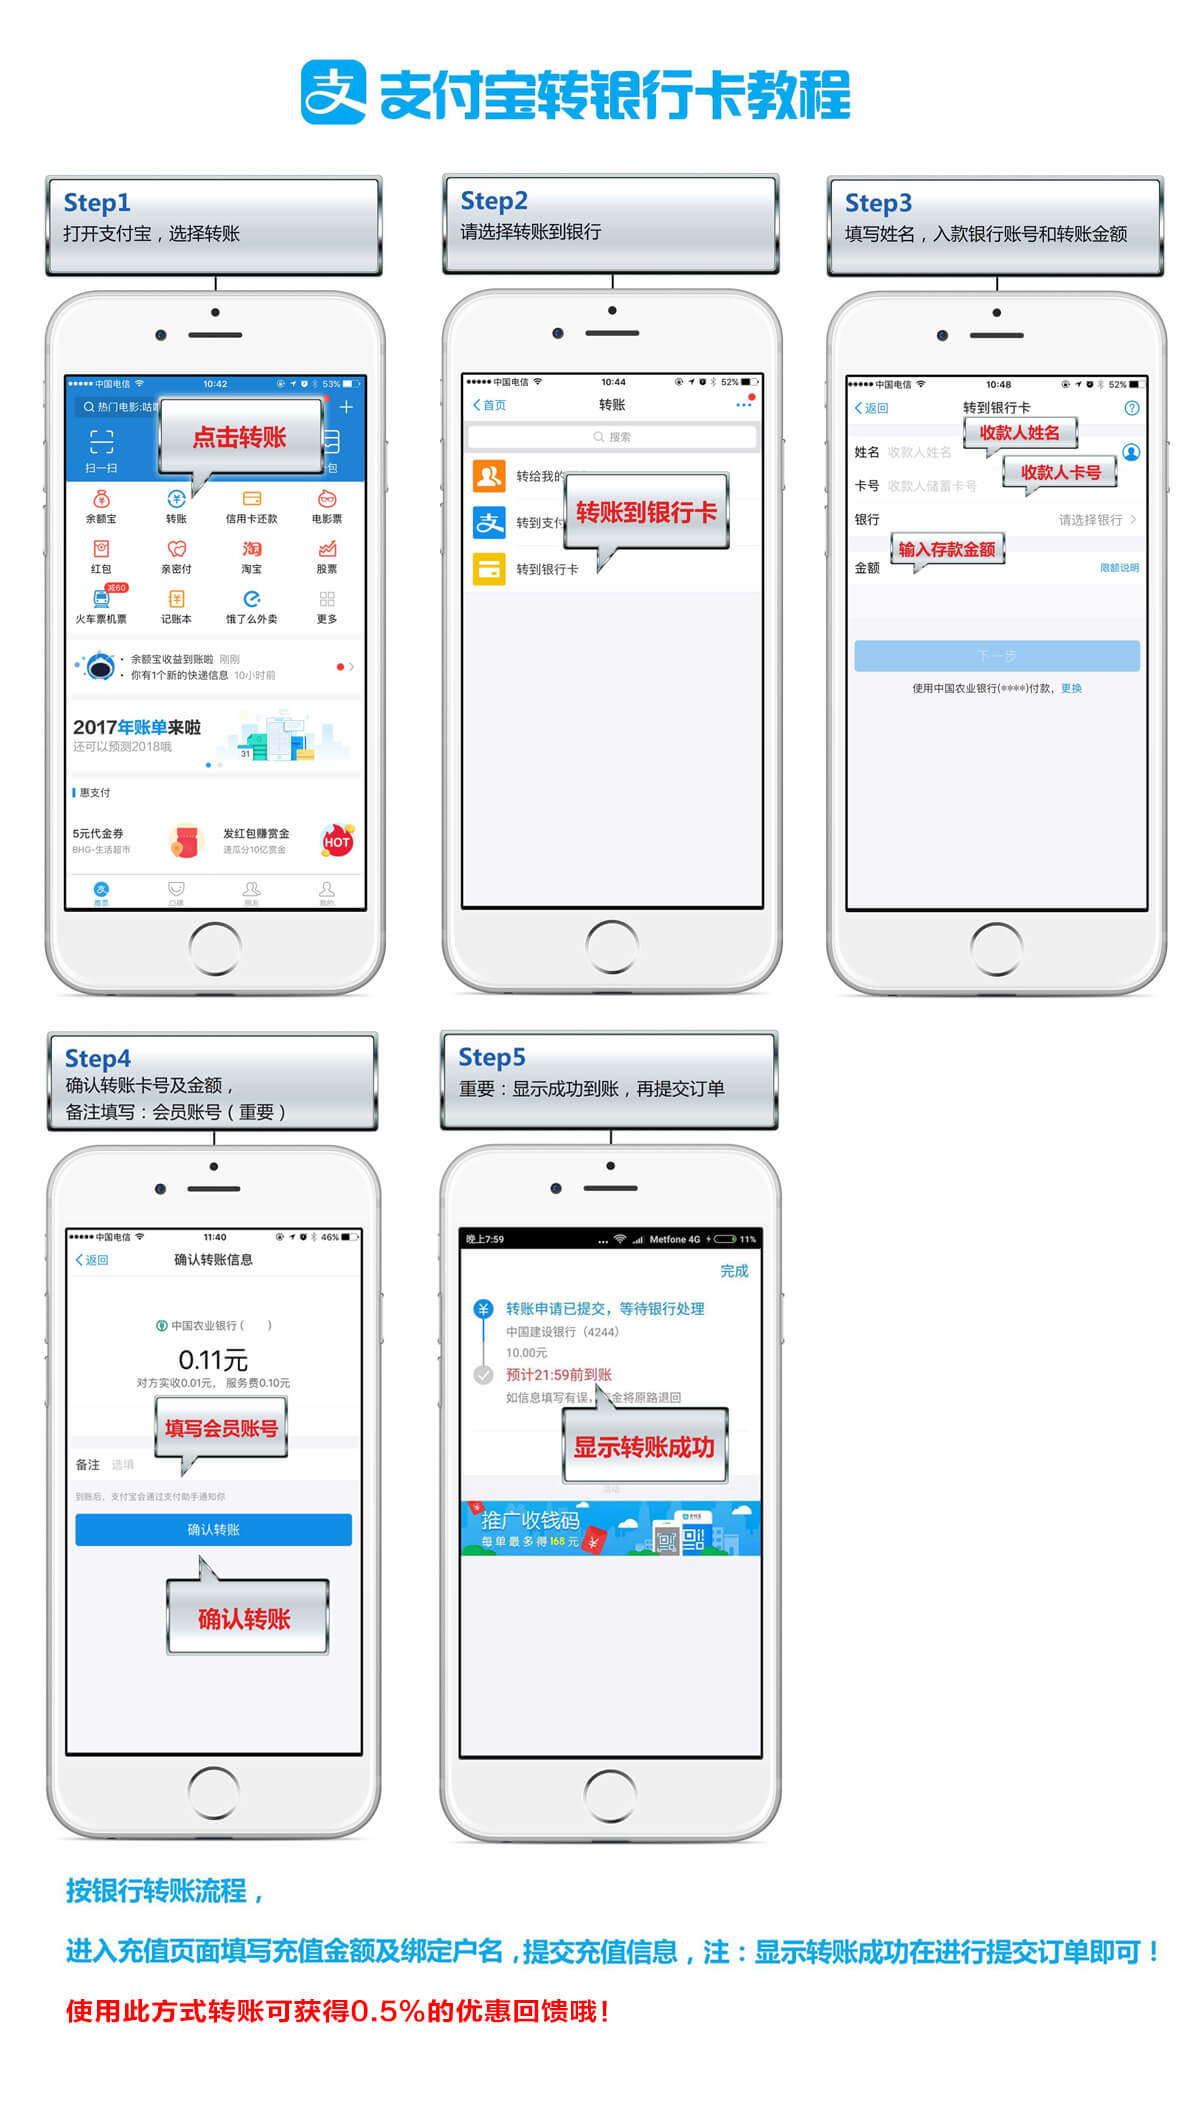 支 支付宝转银行卡教程
Step1
打开支付宝，选择转账
Step2
请选择转账到银行
Step3
填写姓名，入款银行账号和转账金额
中国电信 10:42 53%
热门电影:咕
点击转账
扫一扫
包
余额宝 转账 信用卡还款 电影票
红包 亲密付 淘宝 股票
减60
火车票机票 记账本 饿了么外卖 更多
余额宝收益到账啦 刚刚
你有1个新的快递信息 10小时前
2017年账单来啦
还可以预测2018哦
31
惠支付
5元代金券 发红包赚赏金
BHG-生活超市 速瓜分10亿赏金
HOT
首页 口碑 朋友 我的
中国电信 10:44 52%
首页 转账
搜索
转给我的
转到支付
转账到银行卡
转到银行卡
中国电信 10:48 52%
返回 转到银行卡
收款人姓名
姓名 收款人姓名
收款人卡号
卡号 收款人储蓄卡号
银行 请选择银行
输入存款金额
金额 限额说明
下一步
使用中国农业银行(****)付款，更换
Step4
确认转账卡号及金额，
备注填写：会员账号（重要）
Step5
重要：显示成功到账，再提交订单
中国电信 11:40 46%
返回 确认转账信息
中国农业银行( )
0.11元
对方实收0.01元， 服务费0.10元
填写会员账号
备注 选填
到账后，支付宝会通过支付助手通知你
确认转账
确认转账
晚上7:59 ... Metfone 4G 11%
完成
转账申请已提交，等待银行处理
中国建设银行（4244）
10.00元
预计21:59前到账
如信息填写有误，金将原路退回
显示转账成功
活动
推广收钱码
每单最多得168元
支付宝
按银行转账流程，
进入充值页面填写充值金额及绑定户名，提交充值信息，注：显示转账成功在进行提交订单即可！
使用此方式转账可获得0.5%的优惠回馈哦！